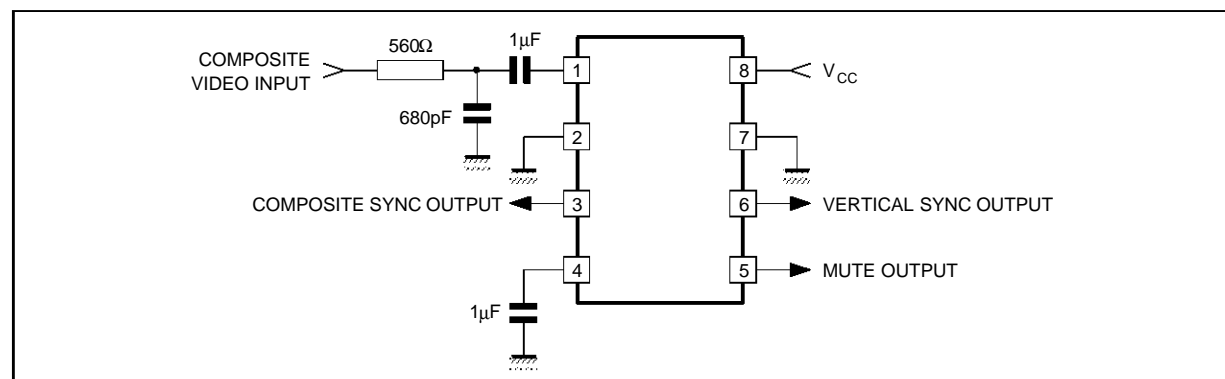 COMPOSITE
VIDEO INPUT
560Ω
1μF
680pF
1
8
V_CC
2
7
COMPOSITE SYNC OUTPUT
3
6
VERTICAL SYNC OUTPUT
4
5
MUTE OUTPUT
1μF